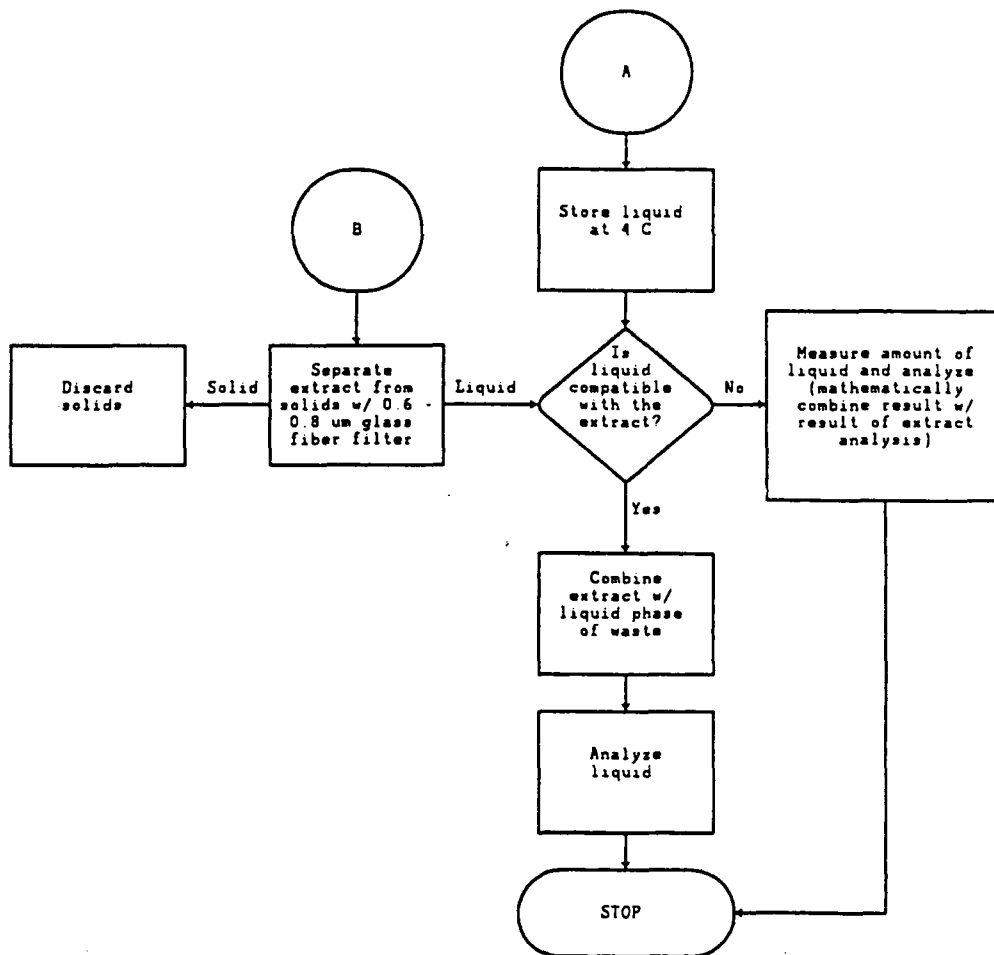 A
Store liquid
at 4 C
B
Discard
solids
Solid
Separate
extract from
solids w/ 0.6 -
0.8 um glass
fiber filter
Liquid
Is
liquid
compatible
with the
extract?
No
Measure amount of
liquid and analyze
(mathematically
combine result w/
result of extract
analysis)
Yes
Combine
extract w/
liquid phase
of waste
Analyze
liquid
STOP